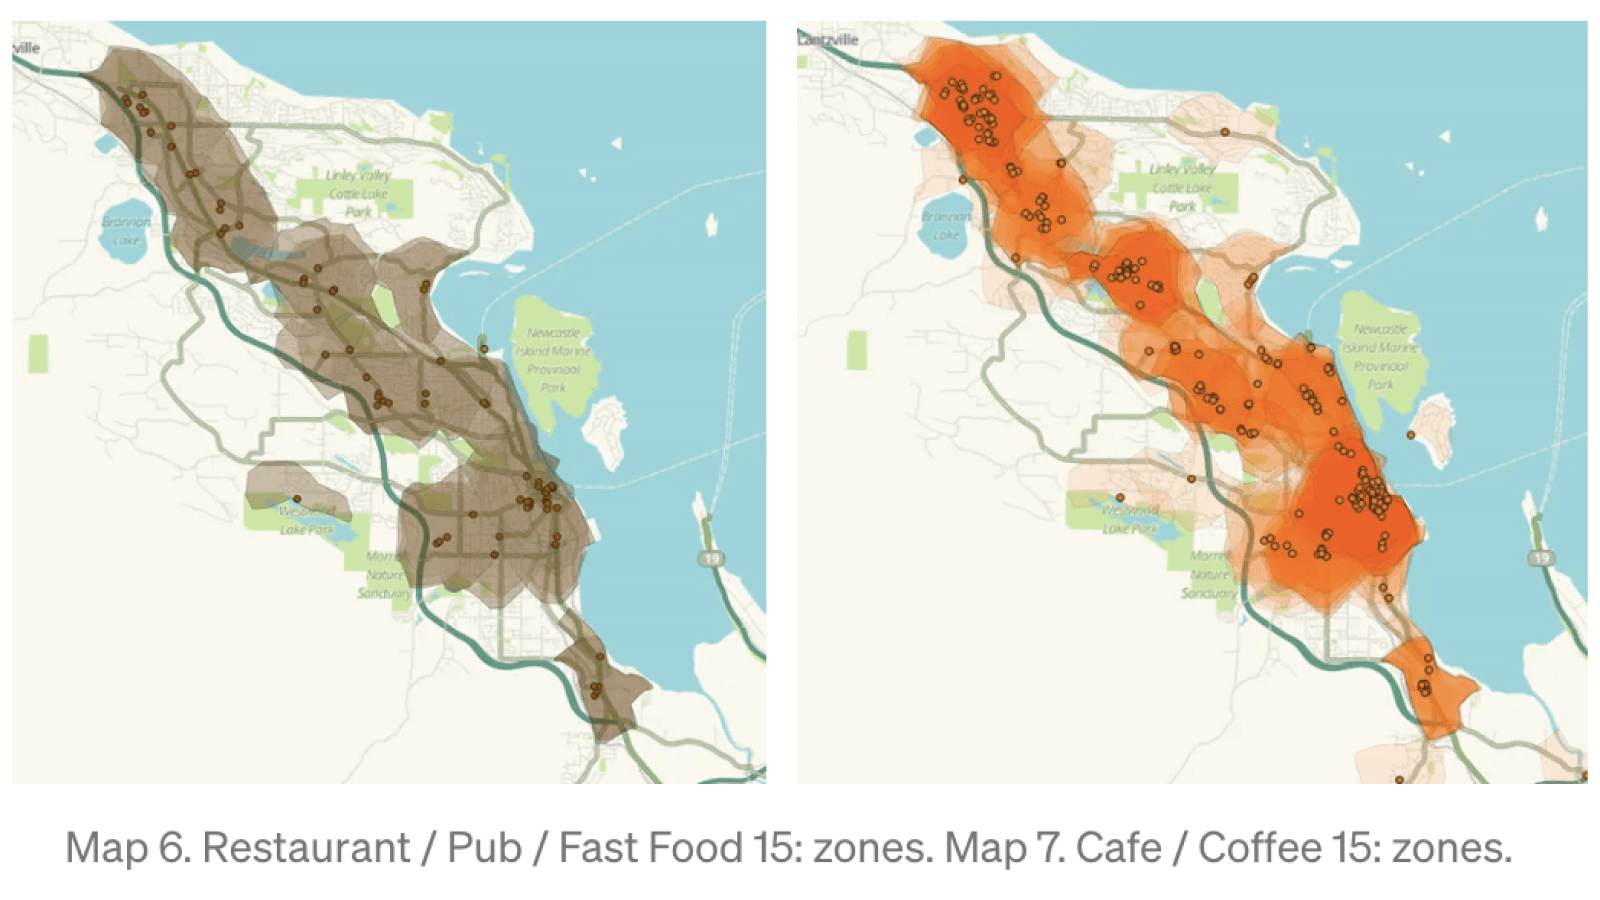 ville
Brannan
Lake
Linley Valley
Cottle Lake
Park
Newcastle
Island Marine
Provincial
Park
Westwood
Lake Park
Morrell
Nature
Sanctuary
19
Lantzville
Brannan
Lake
Linley Valley
Cottle Lake
Park
Newcastle
Island Marine
Provincial
Park
Westwood
Lake Park
Morrell
Nature
Sanctuary
19
Map 6. Restaurant / Pub / Fast Food 15: zones. Map 7. Cafe / Coffee 15: zones.